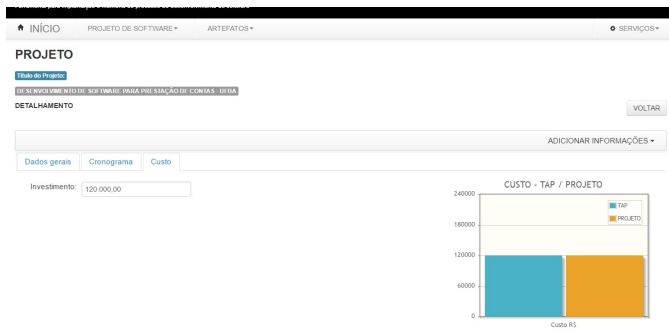 INÍCIO PROJETO DE SOFTWARE ARTEFATOS SERVIÇOS
PROJETO
Título do Projeto:
DESENVOLVIMENTO DE SOFTWARE PARA PRESTAÇÃO DE CONTAS - UFBA
DETALHAMENTO
VOLTAR
ADICIONAR INFORMAÇÕES
Dados gerais Cronograma Custo
Investimento: 120.000,00
CUSTO - TAP / PROJETO
240000
TAP
PROJETO
180000
120000
60000
0
Custo R$